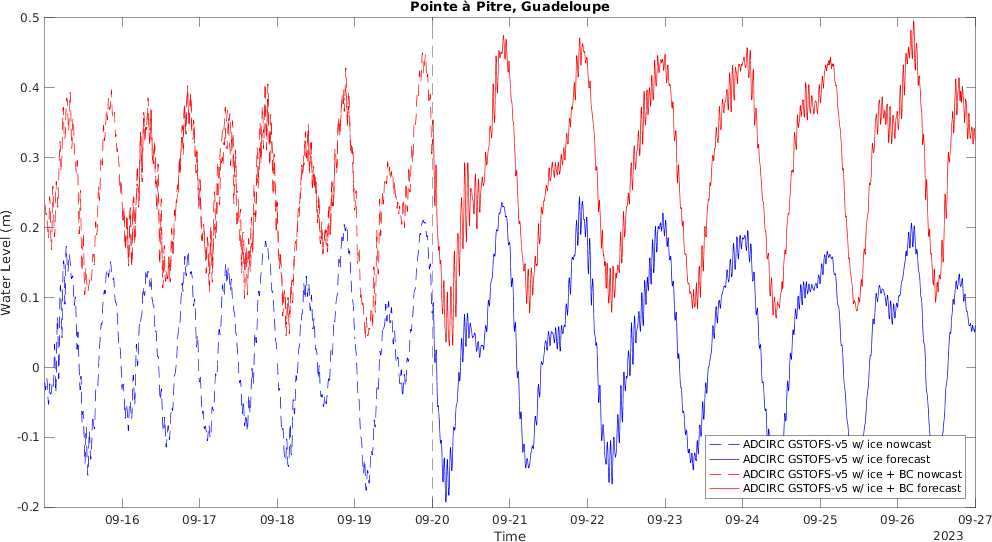 Pointe à Pitre, Guadeloupe
0.5
0.4
0.3
0.2
0.1
0
-0.1
-0.2
Water Level (m)
ADCIRC GSTOFS-v5 w/ ice nowcast
ADCIRC GSTOFS-v5 w/ ice forecast
ADCIRC GSTOFS-v5 w/ ice + BC nowcast
ADCIRC GSTOFS-v5 w/ ice + BC forecast
09-16 09-17 09-18 09-19 09-20 09-21 09-22 09-23 09-24 09-25 09-26 09-27
Time
2023